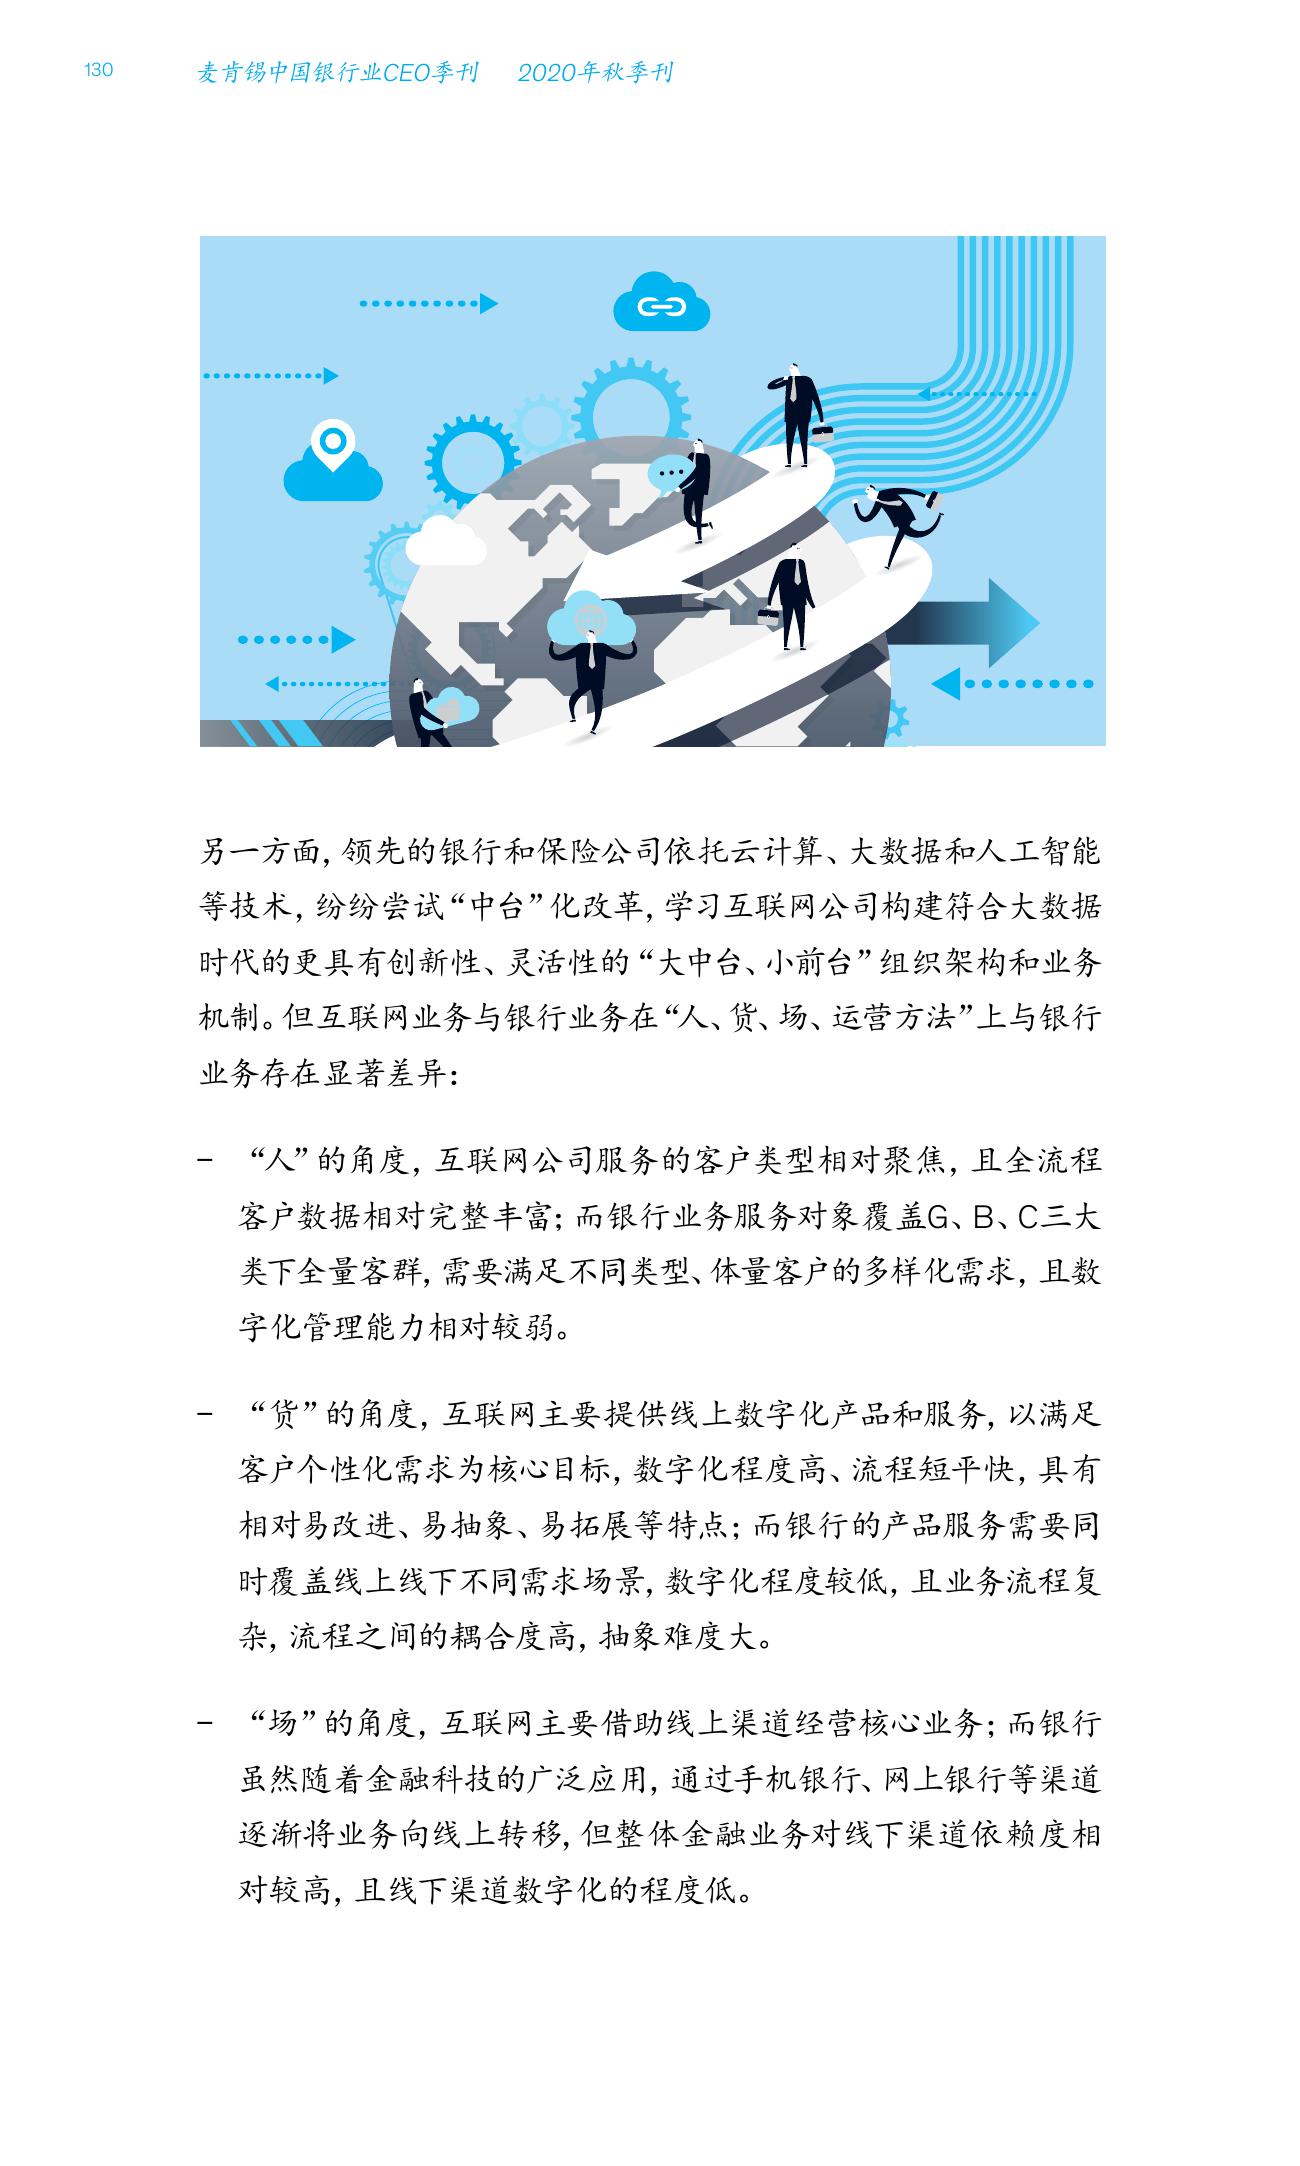 130 麦肯锡中国银行业CEO季刊 2020年秋季刊
另一方面，领先的银行和保险公司依托云计算、大数据和人工智能
等技术，纷纷尝试“中台”化改革，学习互联网公司构建符合大数据
时代的更具有创新性、灵活性的“大中台、小前台”组织架构和业务
机制。但互联网业务与银行业务在“人、货、场、运营方法”上与银行
业务存在显著差异：
– “人”的角度，互联网公司服务的客户类型相对聚焦，且全流程
客户数据相对完整丰富；而银行业务服务对象覆盖G、B、C三大
类下全量客群，需要满足不同类型、体量客户的多样化需求，且数
字化管理能力相对较弱。
– “货”的角度，互联网主要提供线上数字化产品和服务，以满足
客户个性化需求为核心目标，数字化程度高、流程短平快，具有
相对易改进、易抽象、易拓展等特点；而银行的产品服务需要同
时覆盖线上线下不同需求场景，数字化程度较低，且业务流程复
杂，流程之间的耦合度高，抽象难度大。
– “场”的角度，互联网主要借助线上渠道经营核心业务；而银行
虽然随着金融科技的广泛应用，通过手机银行、网上银行等渠道
逐渐将业务向线上转移，但整体金融业务对线下渠道依赖度相
对较高，且线下渠道数字化的程度低。